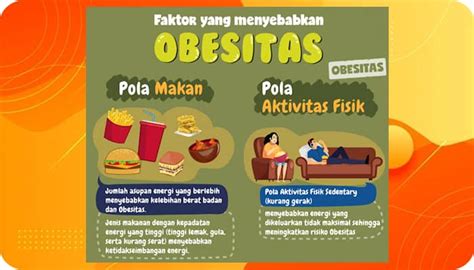 Faktor yang menyebabkan
OBESITAS
OBESITAS
Pola Makan
Jumlah asupan energi yang berlebih
menyebabkan kelebihan berat badan
dan Obesitas.
Jenis makanan dengan kepadatan
energi yang tinggi (tinggi lemak, gula,
serta kurang serat) menyebabkan
ketidakseimbangan energi.
Pola
Aktivitas Fisik
Pola Aktivitas Fisik Sedentary
(kurang gerak)
menyebabkan energi yang
dikeluarkan tidak maksimal sehingga
meningkatkan risiko Obesitas